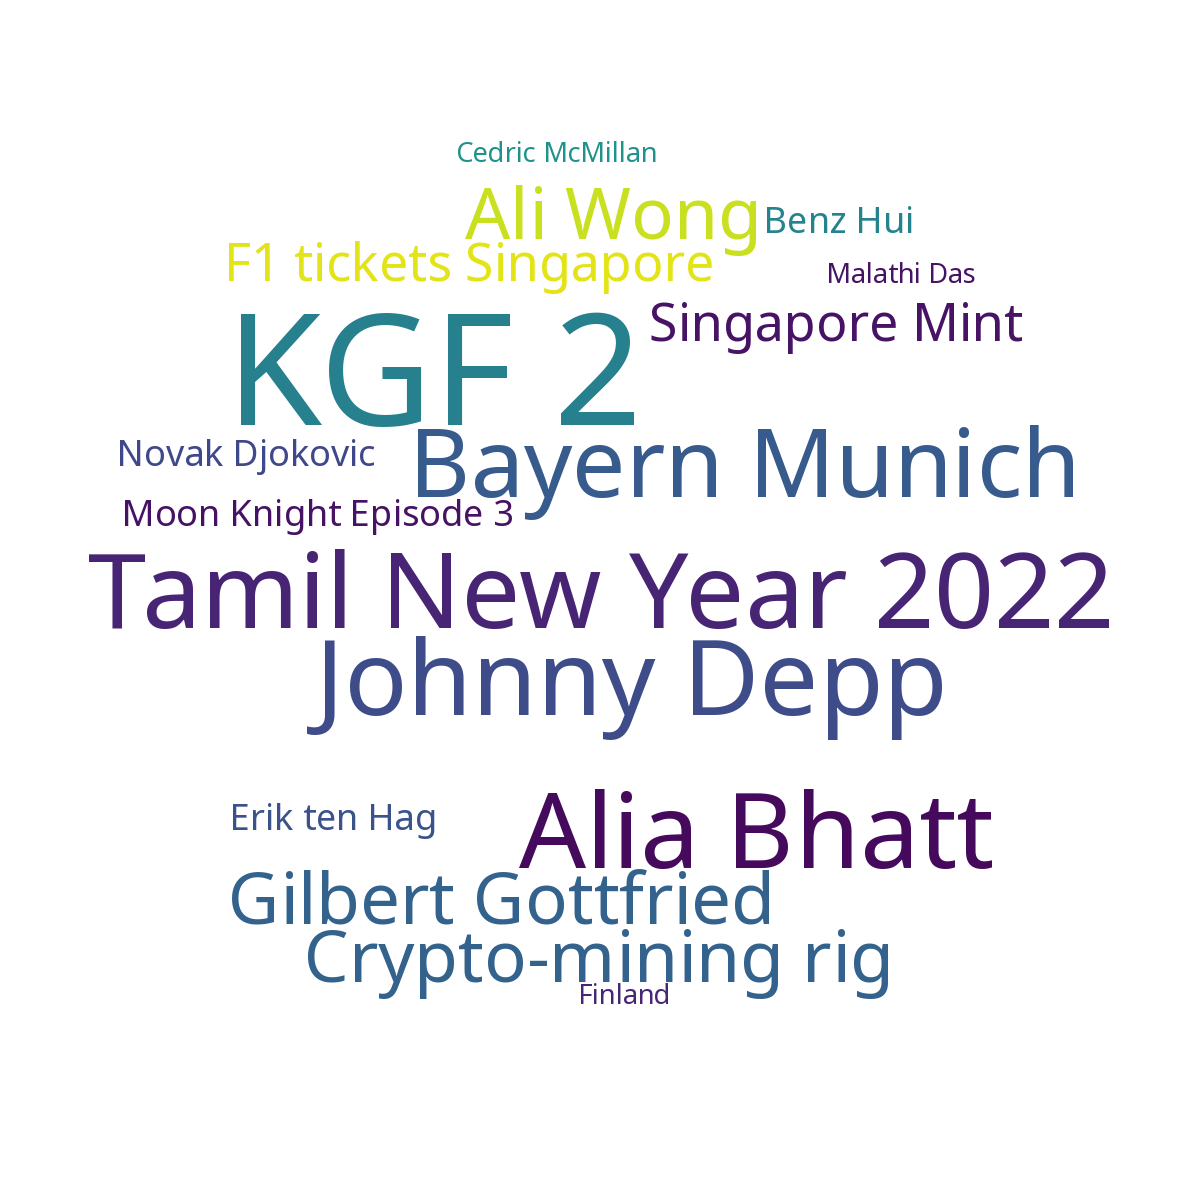 Cedric McMillan
Ali Wong
Benz Hui
F1 tickets Singapore
Malathi Das
Singapore Mint
KGF 2
Novak Djokovic
Bayern Munich
Moon Knight Episode 3
Tamil New Year 2022
Johnny Depp
Erik ten Hag
Alia Bhatt
Gilbert Gottfried
Crypto-mining rig
Finland